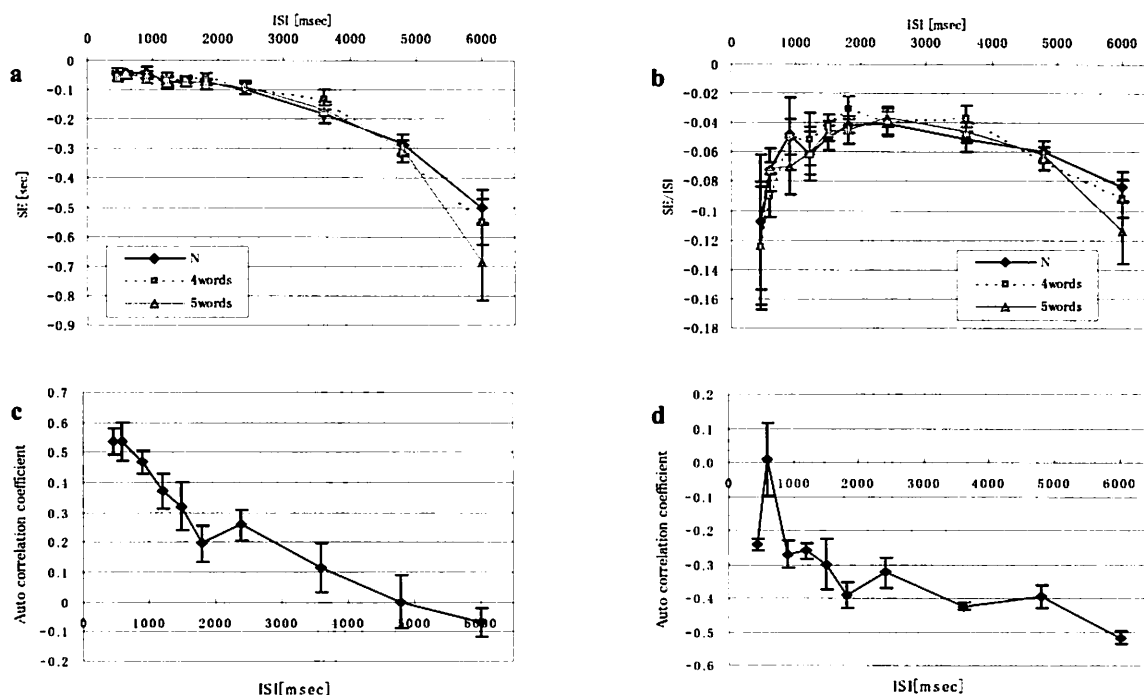 a
ISI [msec]
0 1000 2000 3000 4000 5000 6000
0
-0.1
-0.2
-0.3
-0.4
-0.5
-0.6
-0.7
-0.8
-0.9
SE [sec]
N
4words
5words
b
ISI [msec]
0 1000 2000 3000 4000 5000 6000
0
-0.02
-0.04
-0.06
-0.08
-0.1
-0.12
-0.14
-0.16
-0.18
SE/ISI
N
4words
5words
c
0.7
0.6
0.5
0.4
0.3
0.2
0.1
0
-0.1
-0.2
Auto correlation coefficient
1000 2000 3000 4000 5000 6000
ISI[msec]
d
0.2
0.1
0.0
-0.1
-0.2
-0.3
-0.4
-0.5
-0.6
Auto correlation coefficient
1000 2000 3000 4000 5000 6000
ISI[msec]